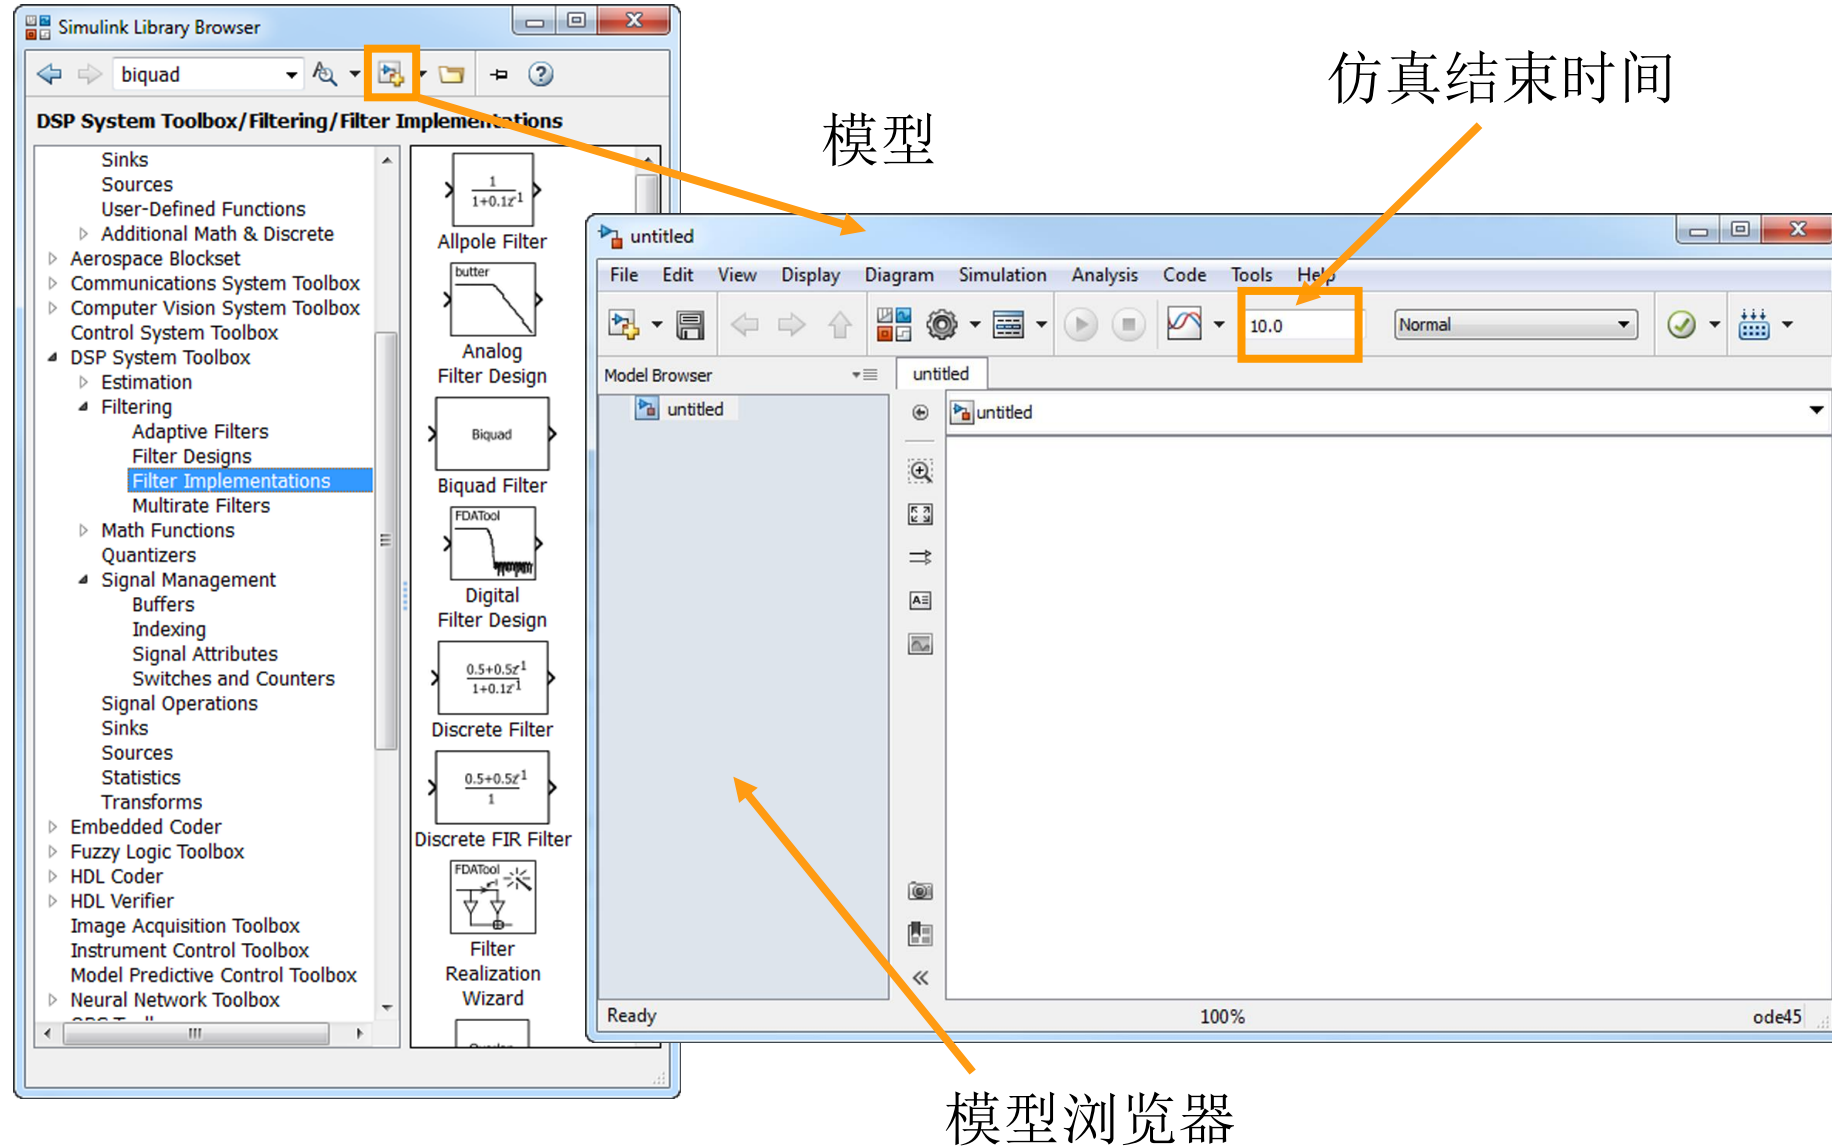 Simulink Library Browser
biquad
DSP System Toolbox/Filtering/Filter Implementations
Sinks
Sources
User-Defined Functions
Additional Math & Discrete
Aerospace Blockset
Communications System Toolbox
Computer Vision System Toolbox
Control System Toolbox
DSP System Toolbox
Estimation
Filtering
Adaptive Filters
Filter Designs
Filter Implementations
Multirate Filters
Math Functions
Quantizers
Signal Management
Buffers
Indexing
Signal Attributes
Switches and Counters
Signal Operations
Sinks
Sources
Statistics
Transforms
Embedded Coder
Fuzzy Logic Toolbox
HDL Coder
HDL Verifier
Image Acquisition Toolbox
Instrument Control Toolbox
Model Predictive Control Toolbox
Neural Network Toolbox
1
1+0.1z-1
Allpole Filter
butter
Analog
Filter Design
Biquad
Biquad Filter
FDATool
Digital
Filter Design
0.5+0.5z-1
1+0.1z-1
Discrete Filter
0.5+0.5z-1
1
Discrete FIR Filter
FDATool
Filter
Realization
Wizard
模型
仿真结束时间
untitled
File Edit View Display Diagram Simulation Analysis Code Tools Help
10.0
Normal
Model Browser
untitled
untitled
untitled
Ready
100%
ode45
模型浏览器